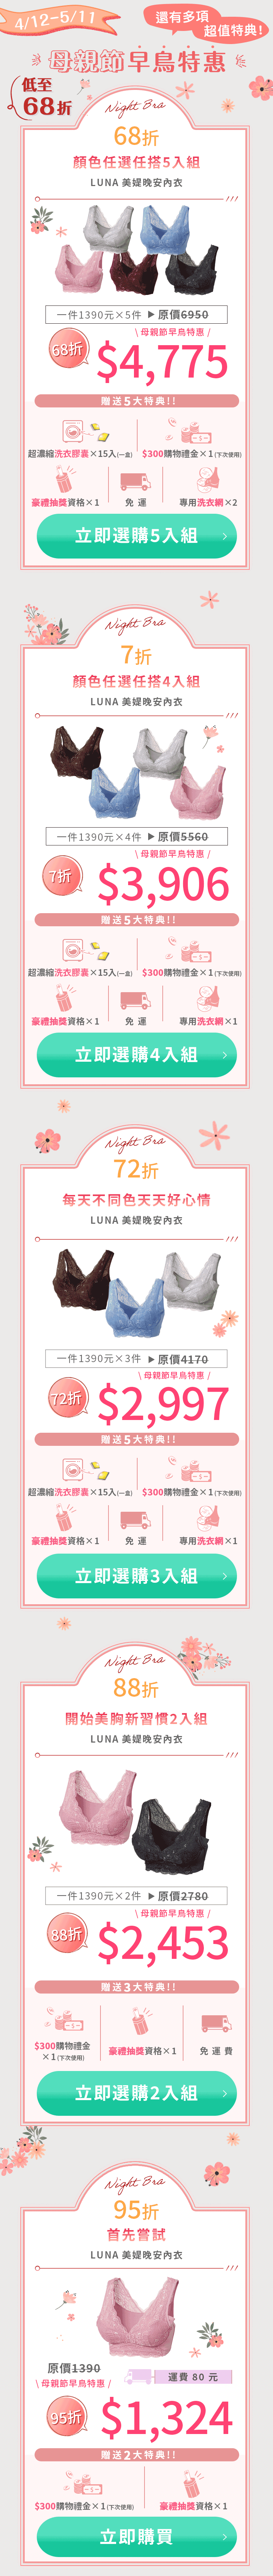 4/12-5/11
還有多項
超值特典!
母親節早鳥特惠
低至
68折
Night Bra
68折
顏色任選任搭5入組
LUNA 美媞晚安內衣
一件1390元×5件 ▶ 原價6950
\ 母親節早鳥特惠 /
68折
$4,775
贈送5大特典!!
超濃縮洗衣膠囊×15入(一盒)
$300購物禮金×1(下次使用)
豪禮抽獎資格×1
免 運
專用洗衣網×2
立即選購5入組
Night Bra
7折
顏色任選任搭4入組
LUNA 美媞晚安內衣
一件1390元×4件 ▶ 原價5560
\ 母親節早鳥特惠 /
7折
$3,906
贈送5大特典!!
超濃縮洗衣膠囊×15入(一盒)
$300購物禮金×1(下次使用)
豪禮抽獎資格×1
免 運
專用洗衣網×1
立即選購4入組
Night Bra
72折
每天不同色天天好心情
LUNA 美媞晚安內衣
一件1390元×3件 ▶ 原價4170
\ 母親節早鳥特惠 /
72折
$2,997
贈送5大特典!!
超濃縮洗衣膠囊×15入(一盒)
$300購物禮金×1(下次使用)
豪禮抽獎資格×1
免 運
專用洗衣網×1
立即選購3入組
Night Bra
88折
開始美胸新習慣2入組
LUNA 美媞晚安內衣
一件1390元×2件 ▶ 原價2780
\ 母親節早鳥特惠 /
88折
$2,453
贈送3大特典!!
$300購物禮金
×1(下次使用)
豪禮抽獎資格×1
免 運 費
立即選購2入組
Night Bra
95折
首先嘗試
LUNA 美媞晚安內衣
原價1390
\ 母親節早鳥特惠 /
運費 80 元
95折
$1,324
贈送2大特典!!
$300購物禮金×1(下次使用)
豪禮抽獎資格×1
立即購買